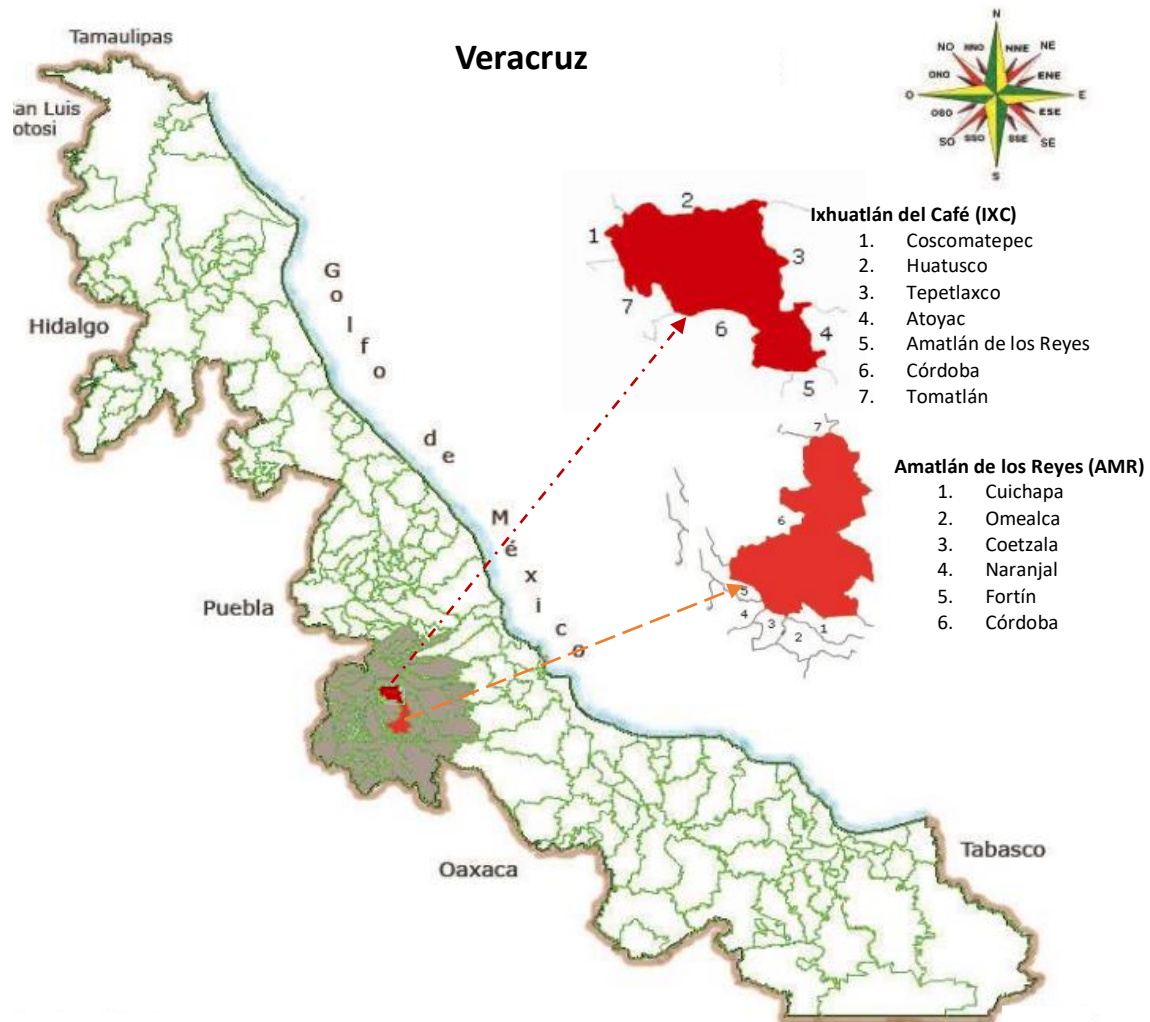 Veracruz
Tamaulipas
San Luis
otosi
Hidalgo
Puebla
Oaxaca
Tabasco
Golfo
de
México
N
NNO
NNE
NO
NE
ONO
ENE
O
E
OSO
ESE
SO
SSO
SSE
SE
S
2
1
3
7
6
4
5
Ixhuatlán del Café (IXC)
1. Coscomatepec
2. Huatusco
3. Tepetlaxco
4. Atoyac
5. Amatlán de los Reyes
6. Córdoba
7. Tomatlán
7
6
5
4
3
2
1
Amatlán de los Reyes (AMR)
1. Cuichapa
2. Omealca
3. Coetzala
4. Naranjal
5. Fortín
6. Córdoba